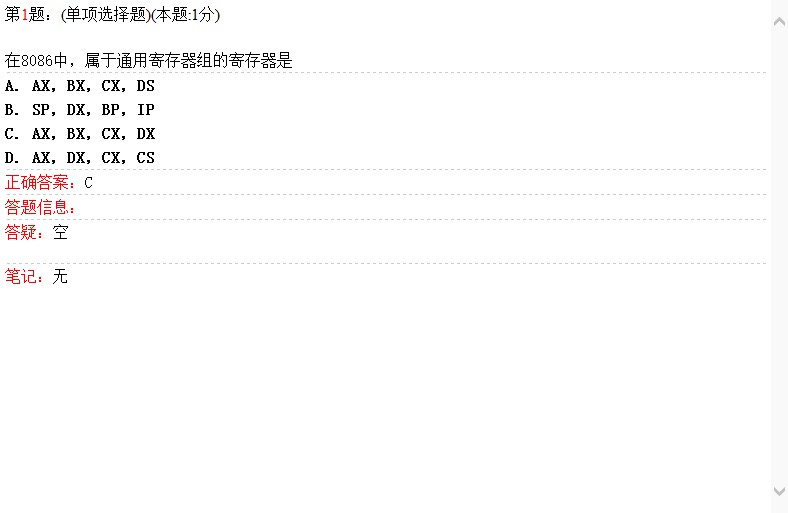 第1题：(单项选择题)(本题:1分)
在8086中，属于通用寄存器组的寄存器是
A. AX，BX，CX，DS
B. SP，DX，BP，IP
C. AX，BX，CX，DX
D. AX，DX，CX，CS
正确答案：C
答题信息：
答疑：空
笔记：无